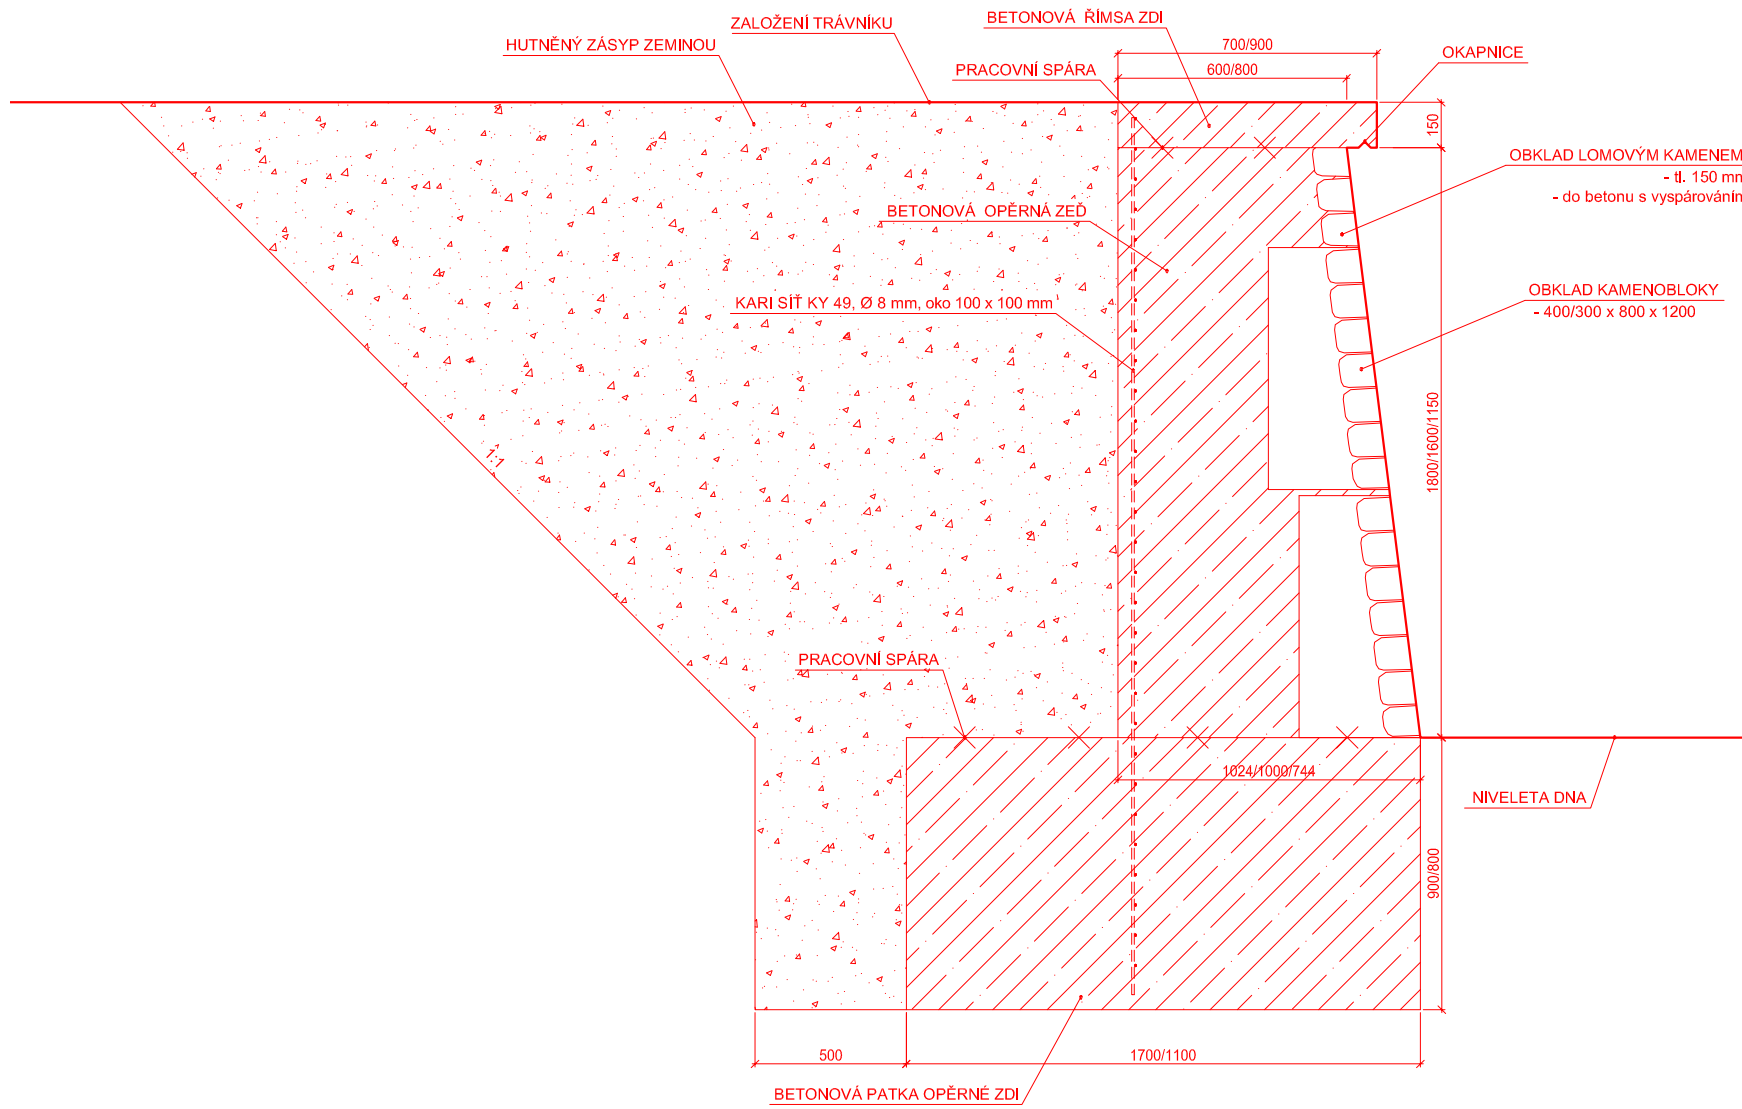 BETONOVÁ ŘÍMSA ZDI
ZALOŽENÍ TRÁVNÍKU
HUTNĚNÝ ZÁSYP ZEMINOU
700/900
OKAPNICE
PRACOVNÍ SPÁRA
600/800
150
OBKLAD LOMOVÝM KAMENEM
- tl. 150 mm
- do betonu s vyspárováním
BETONOVÁ OPĚRNÁ ZEĎ
OBKLAD KAMENOBLOKY
- 400/300 x 800 x 1200
KARI SÍŤ KY 49, Ø 8 mm, oko 100 x 100 mm
1800/1600/1150
1:1
PRACOVNÍ SPÁRA
1024/1000/744
NIVELETA DNA
900/800
500
1700/1100
BETONOVÁ PATKA OPĚRNÉ ZDI